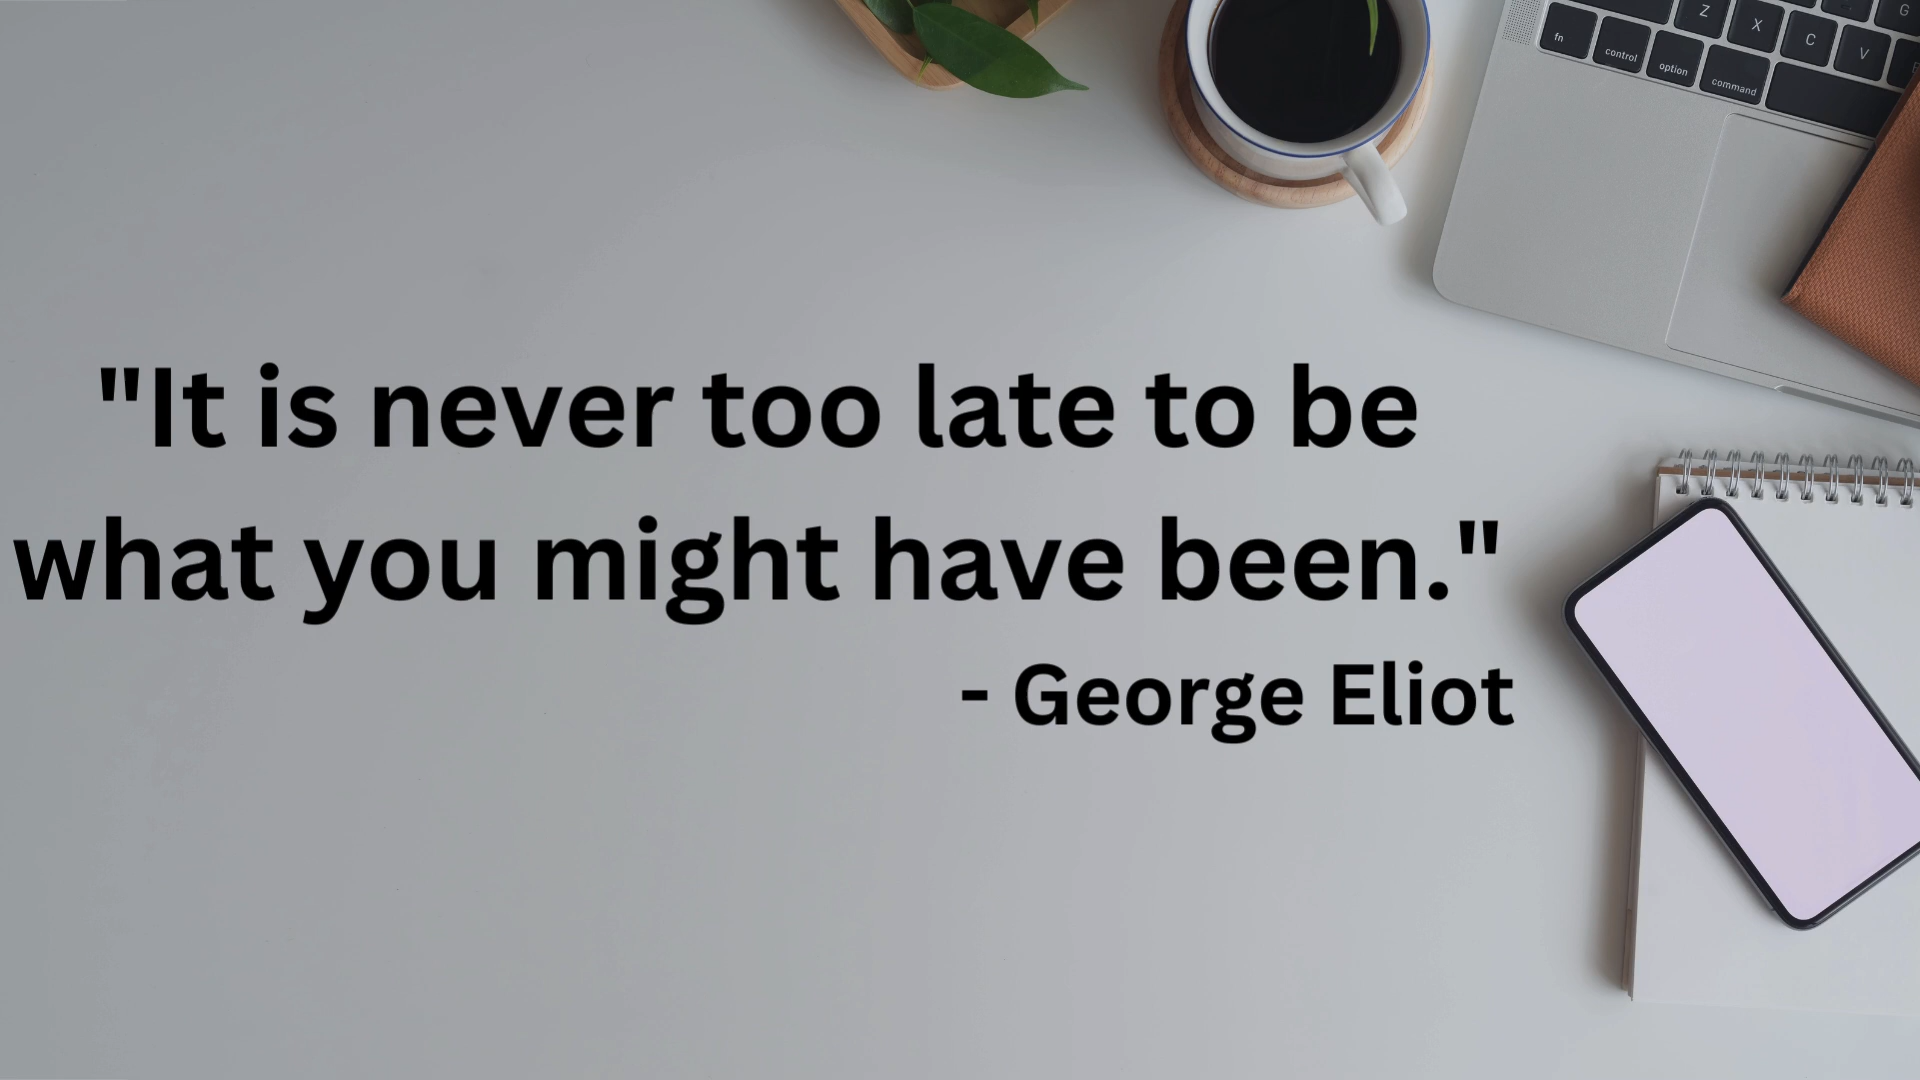 Z X C V G
fn control option command
"It is never too late to be
what you might have been."
- George Eliot